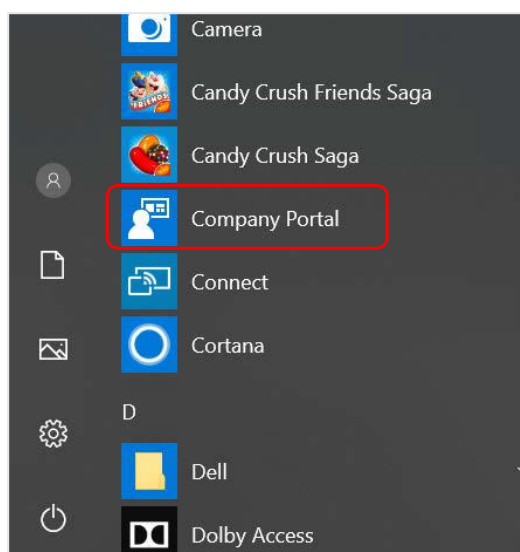 Camera
Candy Crush Friends Saga
Candy Crush Saga
Company Portal
Connect
Cortana
D
Dell
Dolby Access